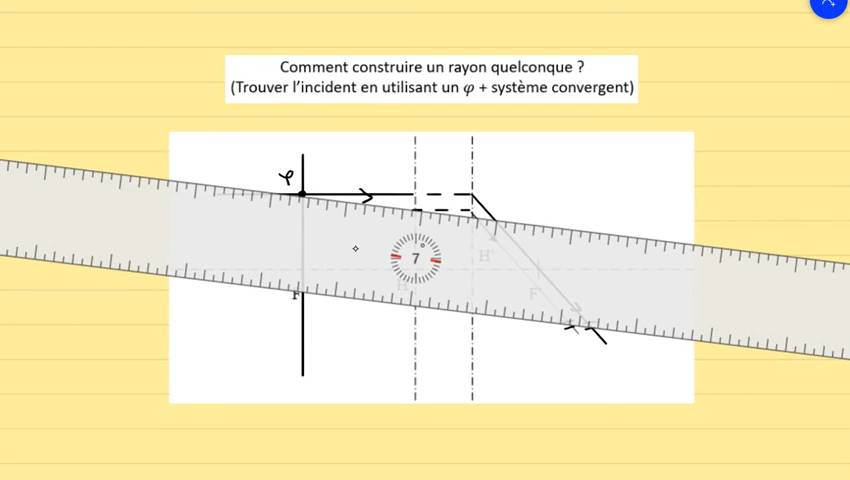 Comment construire un rayon quelconque ?
(Trouver l’incident en utilisant un φ + système convergent)
φ
H'
7 °
H
F'
F